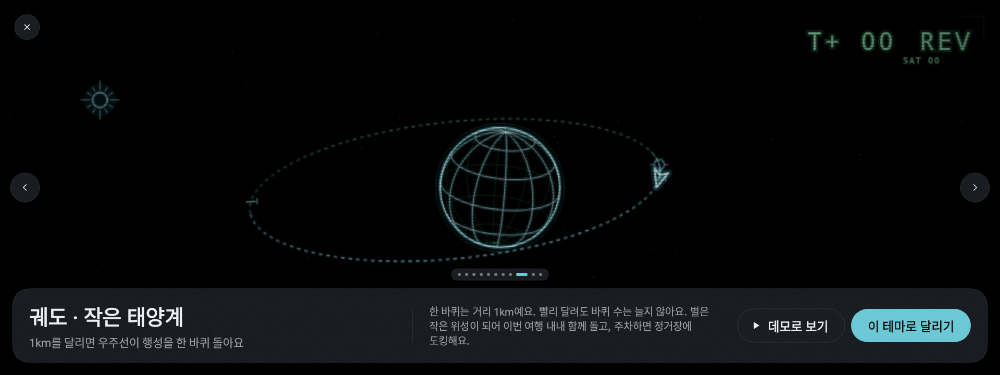 T+ 00 REV
SAT 00
궤도 · 작은 태양계
1km를 달리면 우주선이 행성을 한 바퀴 돌아요
한 바퀴는 거리 1km예요. 빨리 달려도 바퀴 수는 늘지 않아요. 별은
작은 위성이 되어 이번 여행 내내 함께 돌고, 주차하면 정거장에
도킹해요.
데모로 보기
이 테마로 달리기